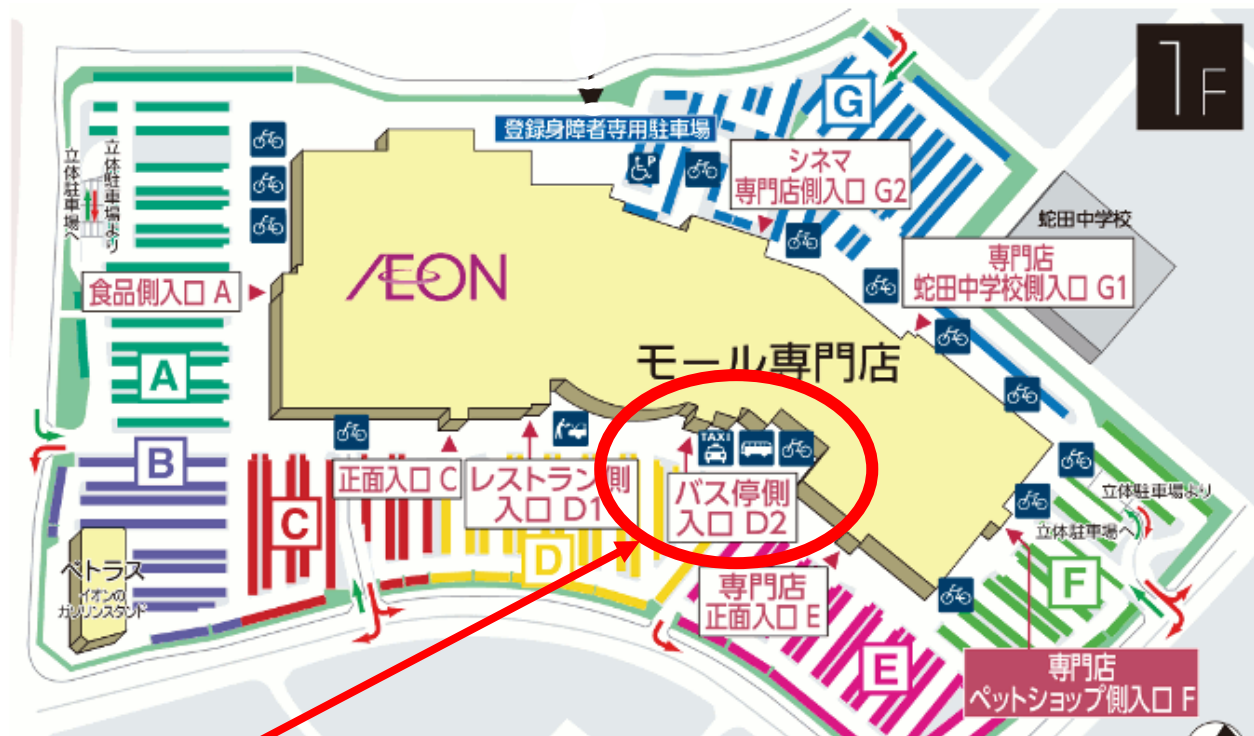 1F
G
登録身障者専用駐車場
P
シネマ
専門店側入口 G2
立体駐車場へ
立体駐車場より
蛇田中学校
専門店
蛇田中学校側入口 G1
食品側入口 A
ÆON
モール専門店
A
B
正面入口 C
レストラン側
入口 D1
TAXI
バス停側
入口 D2
立体駐車場より
立体駐車場へ
C
D
ペトラス
イオンの
ガソリンスタンド
専門店
正面入口 E
F
E
専門店
ペットショップ側入口 F